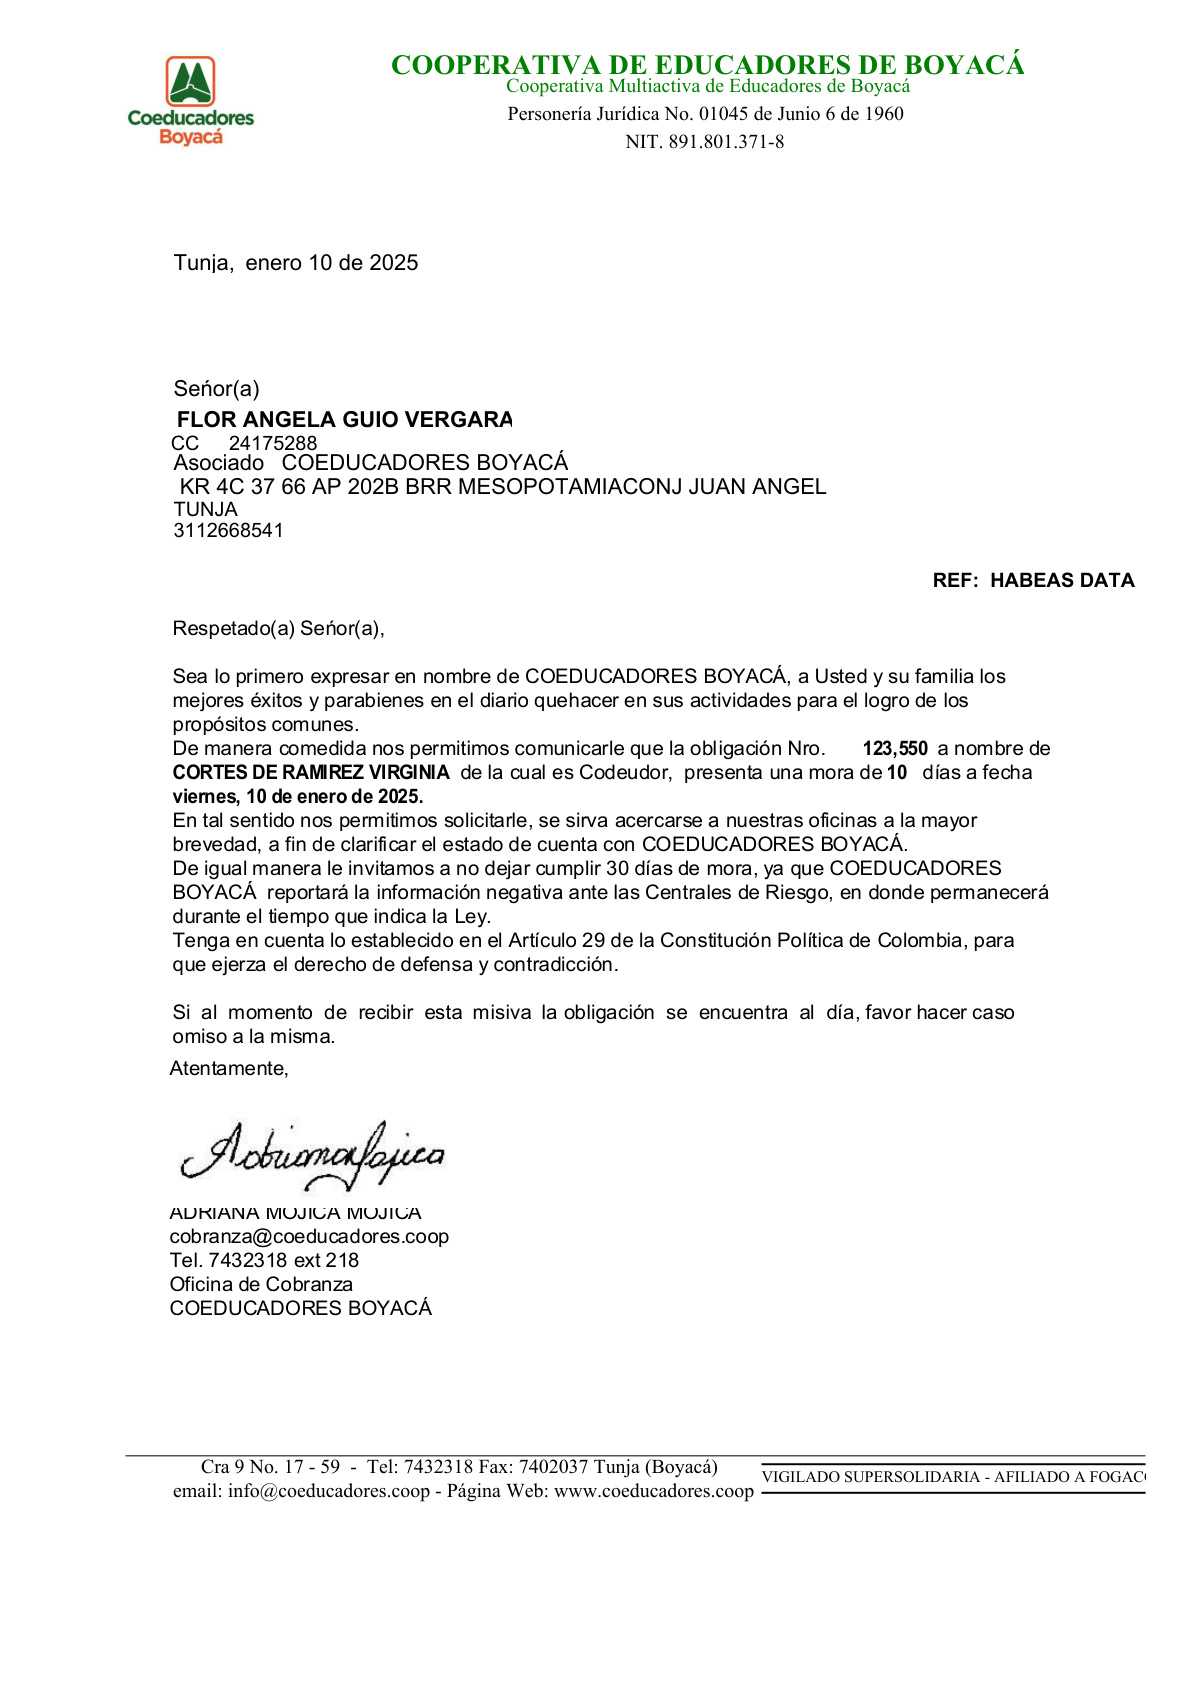 Coeducadores
Boyacá
COOPERATIVA DE EDUCADORES DE BOYACÁ
Cooperativa Multiactiva de Educadores de Boyacá
Personería Jurídica No. 01045 de Junio 6 de 1960
NIT. 891.801.371-8
Tunja, enero 10 de 2025
Seńor(a)
FLOR ANGELA GUIO VERGARA
CC 24175288
Asociado COEDUCADORES BOYACÁ
KR 4C 37 66 AP 202B BRR MESOPOTAMIACONJ JUAN ANGEL
TUNJA
3112668541
REF: HABEAS DATA
Respetado(a) Seńor(a),
Sea lo primero expresar en nombre de COEDUCADORES BOYACÁ, a Usted y su familia los
mejores éxitos y parabienes en el diario quehacer en sus actividades para el logro de los
propósitos comunes.
De manera comedida nos permitimos comunicarle que la obligación Nro. 123,550 a nombre de
CORTES DE RAMIREZ VIRGINIA de la cual es Codeudor, presenta una mora de 10 días a fecha
viernes, 10 de enero de 2025.
En tal sentido nos permitimos solicitarle, se sirva acercarse a nuestras oficinas a la mayor
brevedad, a fin de clarificar el estado de cuenta con COEDUCADORES BOYACÁ.
De igual manera le invitamos a no dejar cumplir 30 días de mora, ya que COEDUCADORES
BOYACÁ reportará la información negativa ante las Centrales de Riesgo, en donde permanecerá
durante el tiempo que indica la Ley.
Tenga en cuenta lo establecido en el Artículo 29 de la Constitución Política de Colombia, para
que ejerza el derecho de defensa y contradicción.
Si al momento de recibir esta misiva la obligación se encuentra al día, favor hacer caso
omiso a la misma.
Atentamente,
ADRIANA MOJICA MOJICA
cobranza@coeducadores.coop
Tel. 7432318 ext 218
Oficina de Cobranza
COEDUCADORES BOYACÁ
Cra 9 No. 17 - 59 - Tel: 7432318 Fax: 7402037 Tunja (Boyacá)
email: info@coeducadores.coop - Página Web: www.coeducadores.coop
VIGILADO SUPERSOLIDARIA - AFILIADO A FOGAC